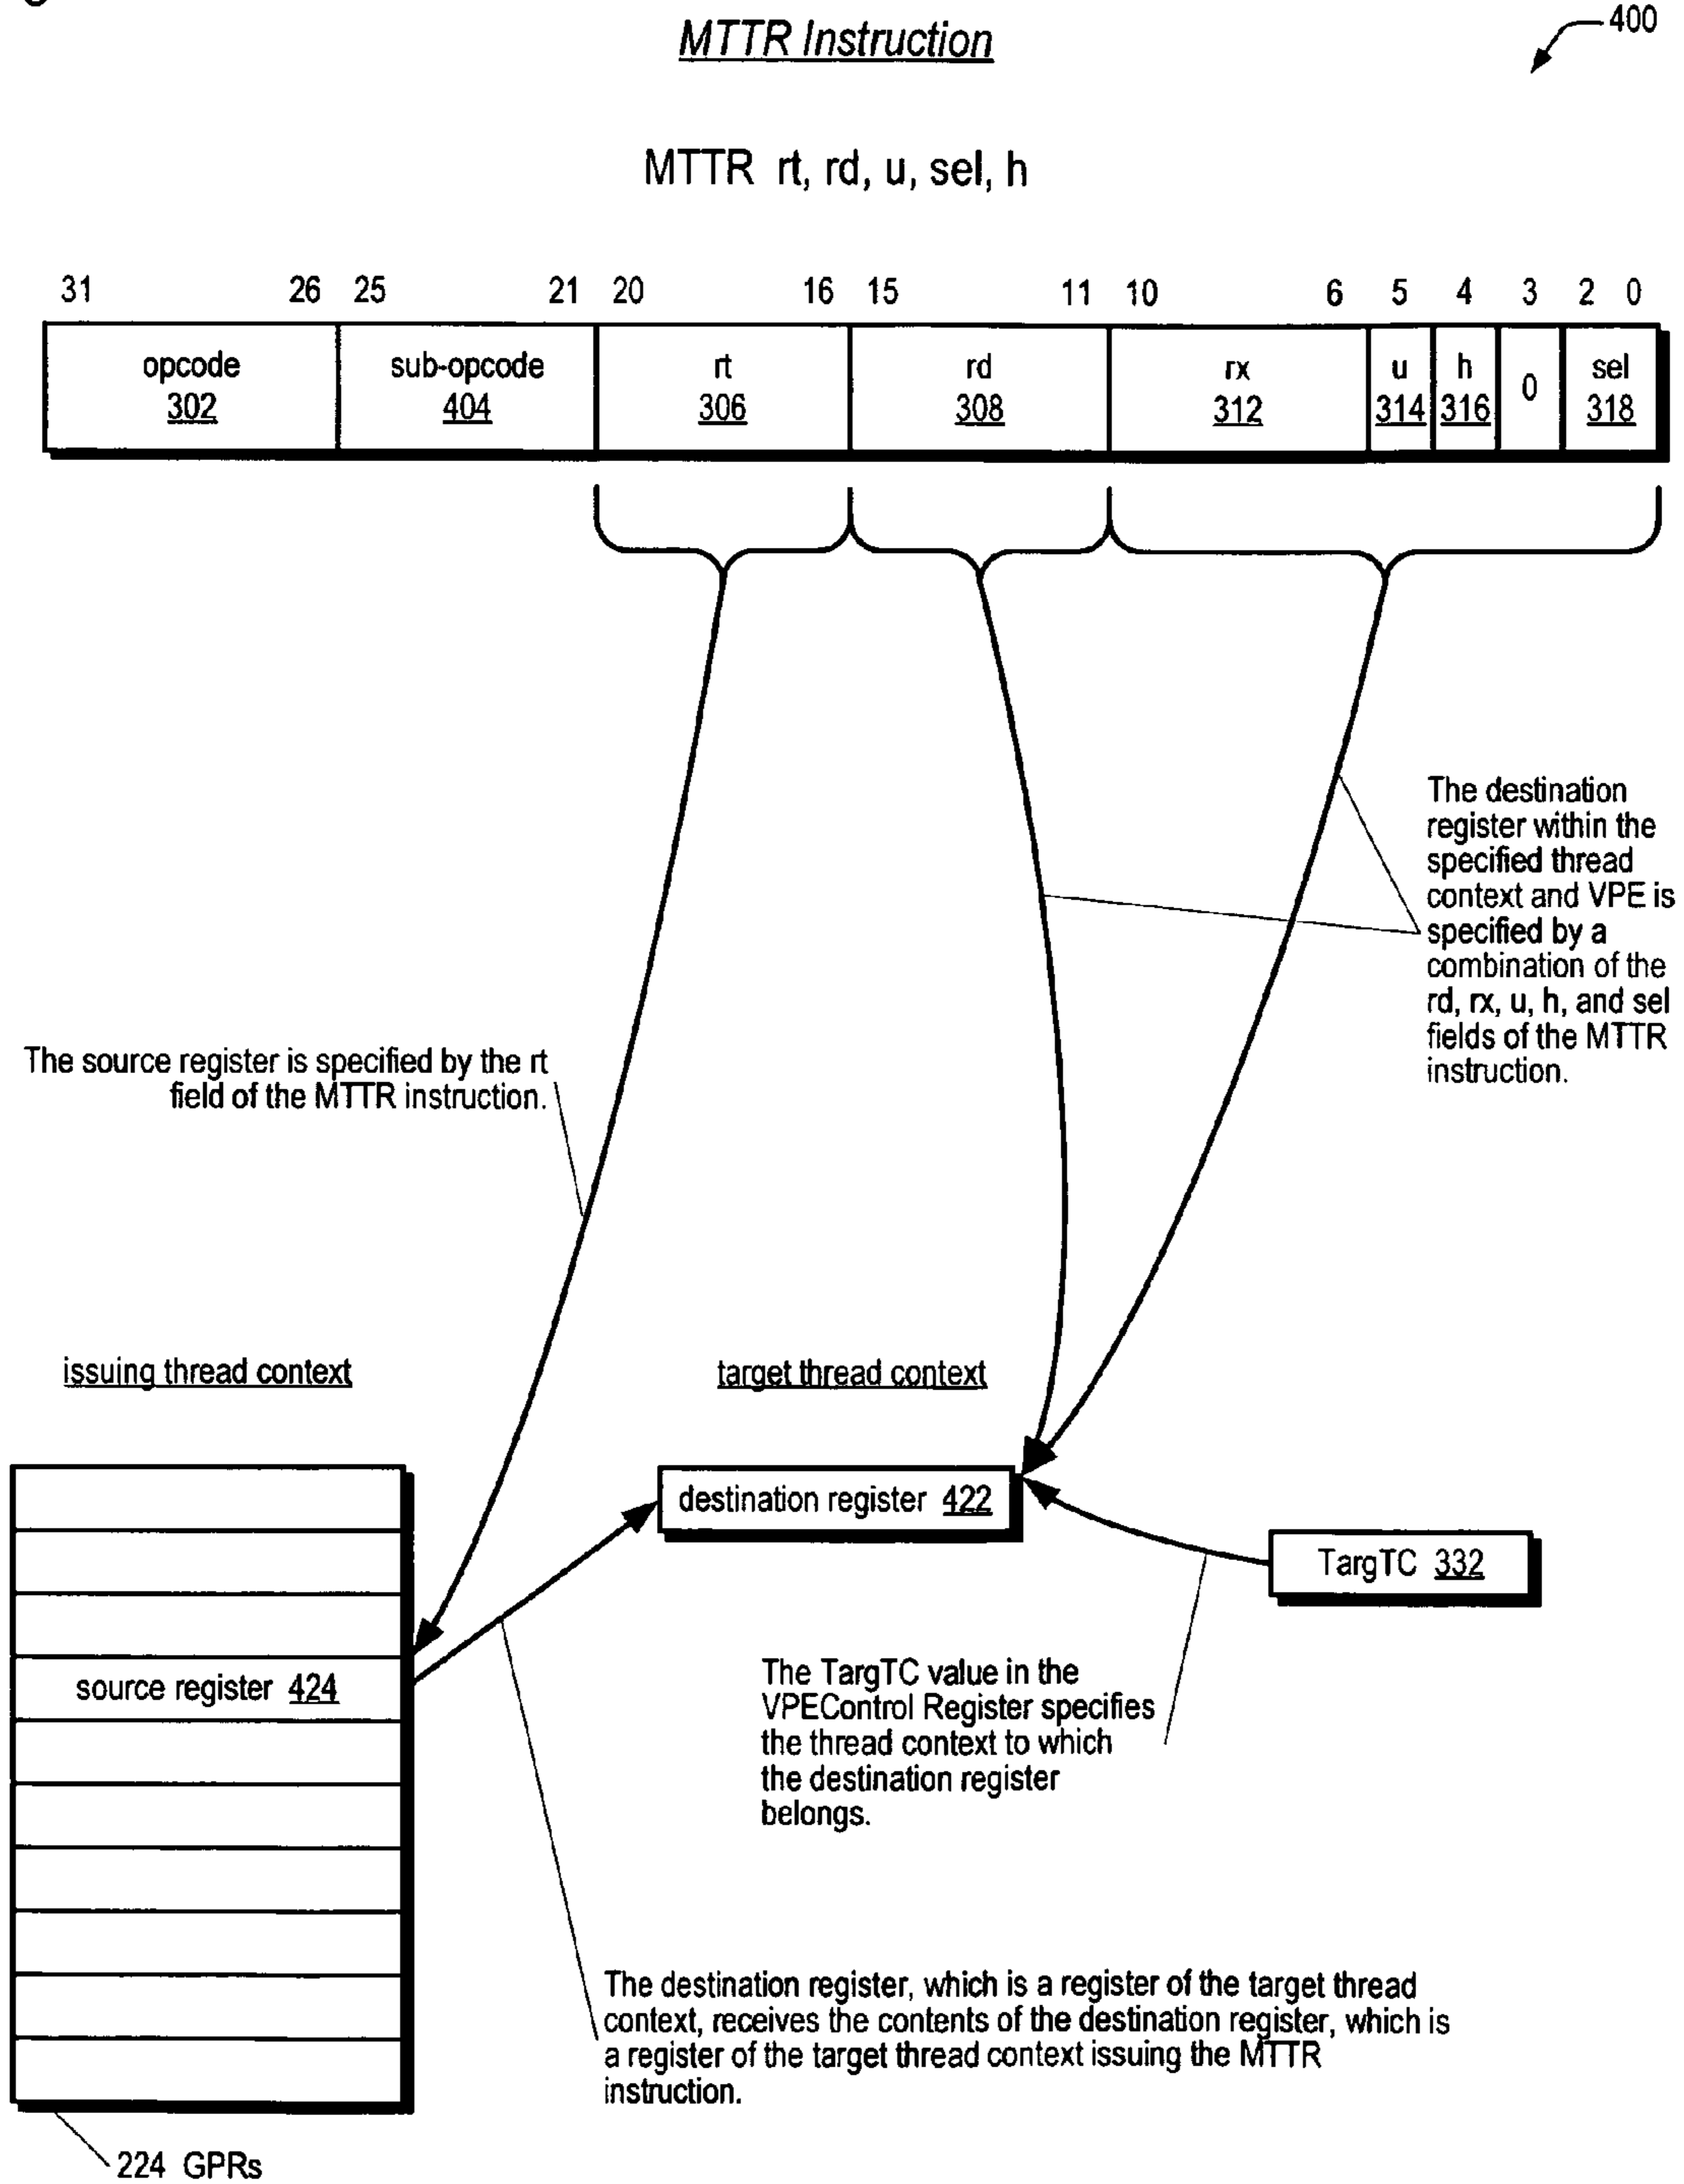 MTTR Instruction
400
MTTR rt, rd, u, sel, h
31 26 25 21 20 16 15 11 10 6 5 4 3 2 0
opcode sub-opcode rt rd rx u h 0 sel
302 404 306 308 312 314 316 318
The destination
register within the
specified thread
context and VPE is
specified by a
combination of the
rd, rx, u, h, and sel
fields of the MTTR
instruction.
The source register is specified by the rt
field of the MTTR instruction.
issuing thread context
target thread context
destination register 422
TargTC 332
source register 424
The TargTC value in the
VPEControl Register specifies
the thread context to which
the destination register
belongs.
The destination register, which is a register of the target thread
context, receives the contents of the destination register, which is
a register of the target thread context issuing the MTTR
instruction.
224 GPRs